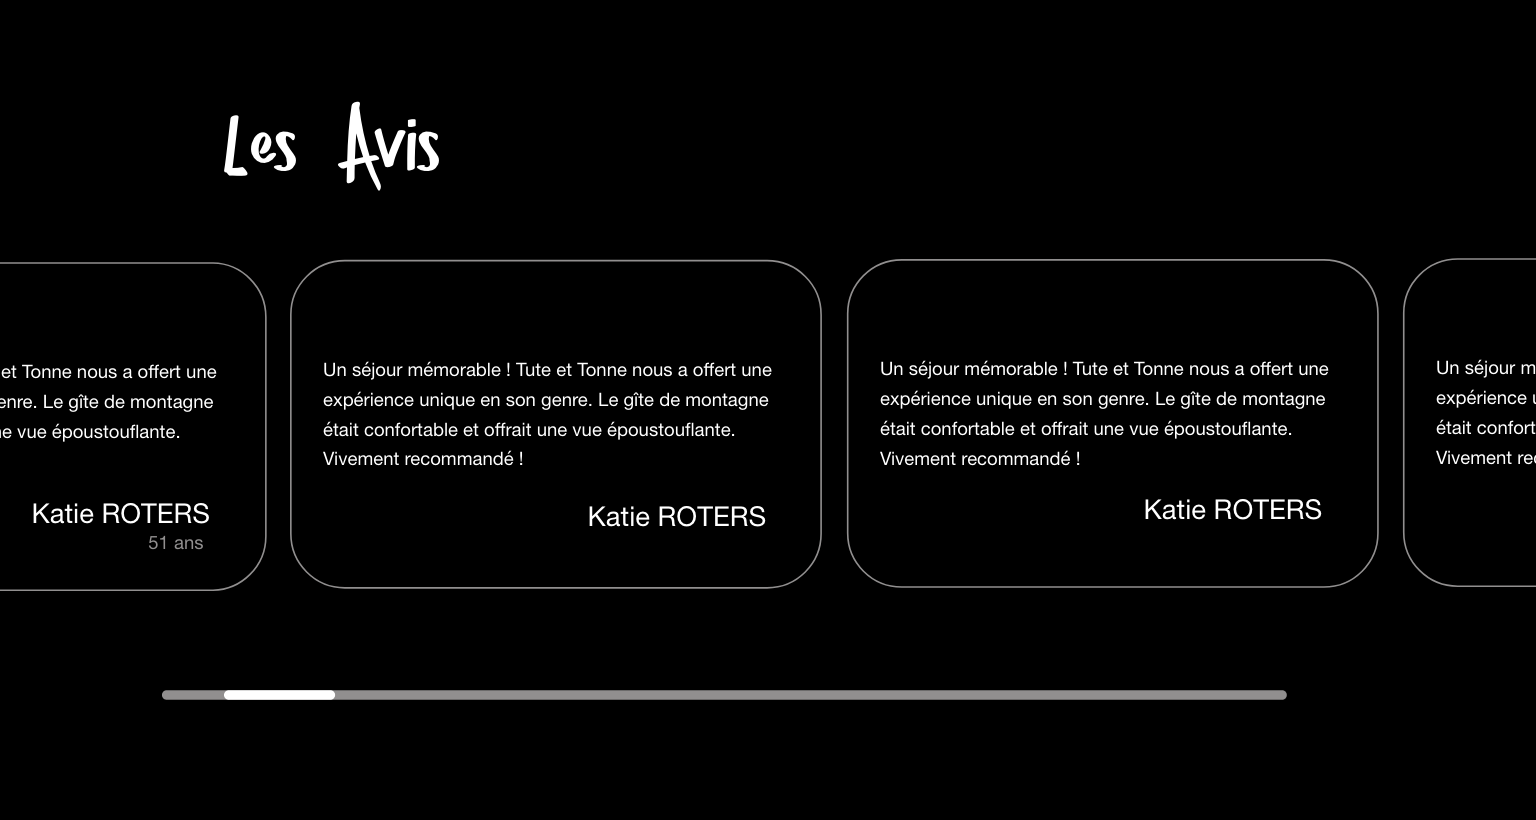 Les Avis
et Tonne nous a offert une
genre. Le gîte de montagne
vue époustouflante.
Katie ROTERS
51 ans
Un séjour mémorable ! Tute et Tonne nous a offert une
expérience unique en son genre. Le gîte de montagne
était confortable et offrait une vue époustouflante.
Vivement recommandé !
Katie ROTERS
Un séjour mémorable ! Tute et Tonne nous a offert une
expérience unique en son genre. Le gîte de montagne
était confortable et offrait une vue époustouflante.
Vivement recommandé !
Katie ROTERS
Un séjour
expérience
était
Vivement